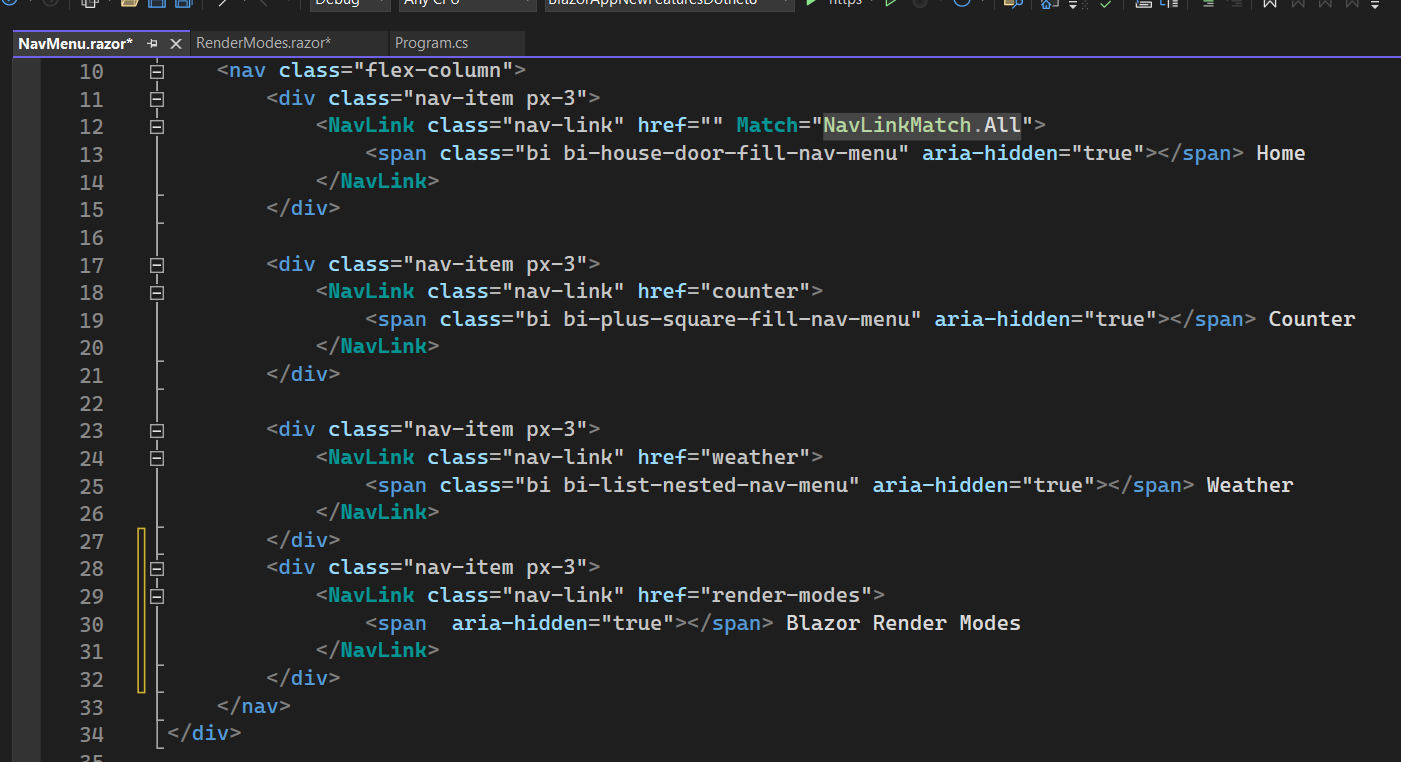 https
NavMenu.razor* RenderModes.razor* Program.cs
10 <nav class="flex-column">
11 <div class="nav-item px-3">
12 <NavLink class="nav-link" href="" Match="NavLinkMatch.All">
13 <span class="bi bi-house-door-fill-nav-menu" aria-hidden="true"></span> Home
14 </NavLink>
15 </div>
16
17 <div class="nav-item px-3">
18 <NavLink class="nav-link" href="counter">
19 <span class="bi bi-plus-square-fill-nav-menu" aria-hidden="true"></span> Counter
20 </NavLink>
21 </div>
22
23 <div class="nav-item px-3">
24 <NavLink class="nav-link" href="weather">
25 <span class="bi bi-list-nested-nav-menu" aria-hidden="true"></span> Weather
26 </NavLink>
27 </div>
28 <div class="nav-item px-3">
29 <NavLink class="nav-link" href="render-modes">
30 <span  aria-hidden="true"></span> Blazor Render Modes
31 </NavLink>
32 </div>
33 </nav>
34 </div>
35